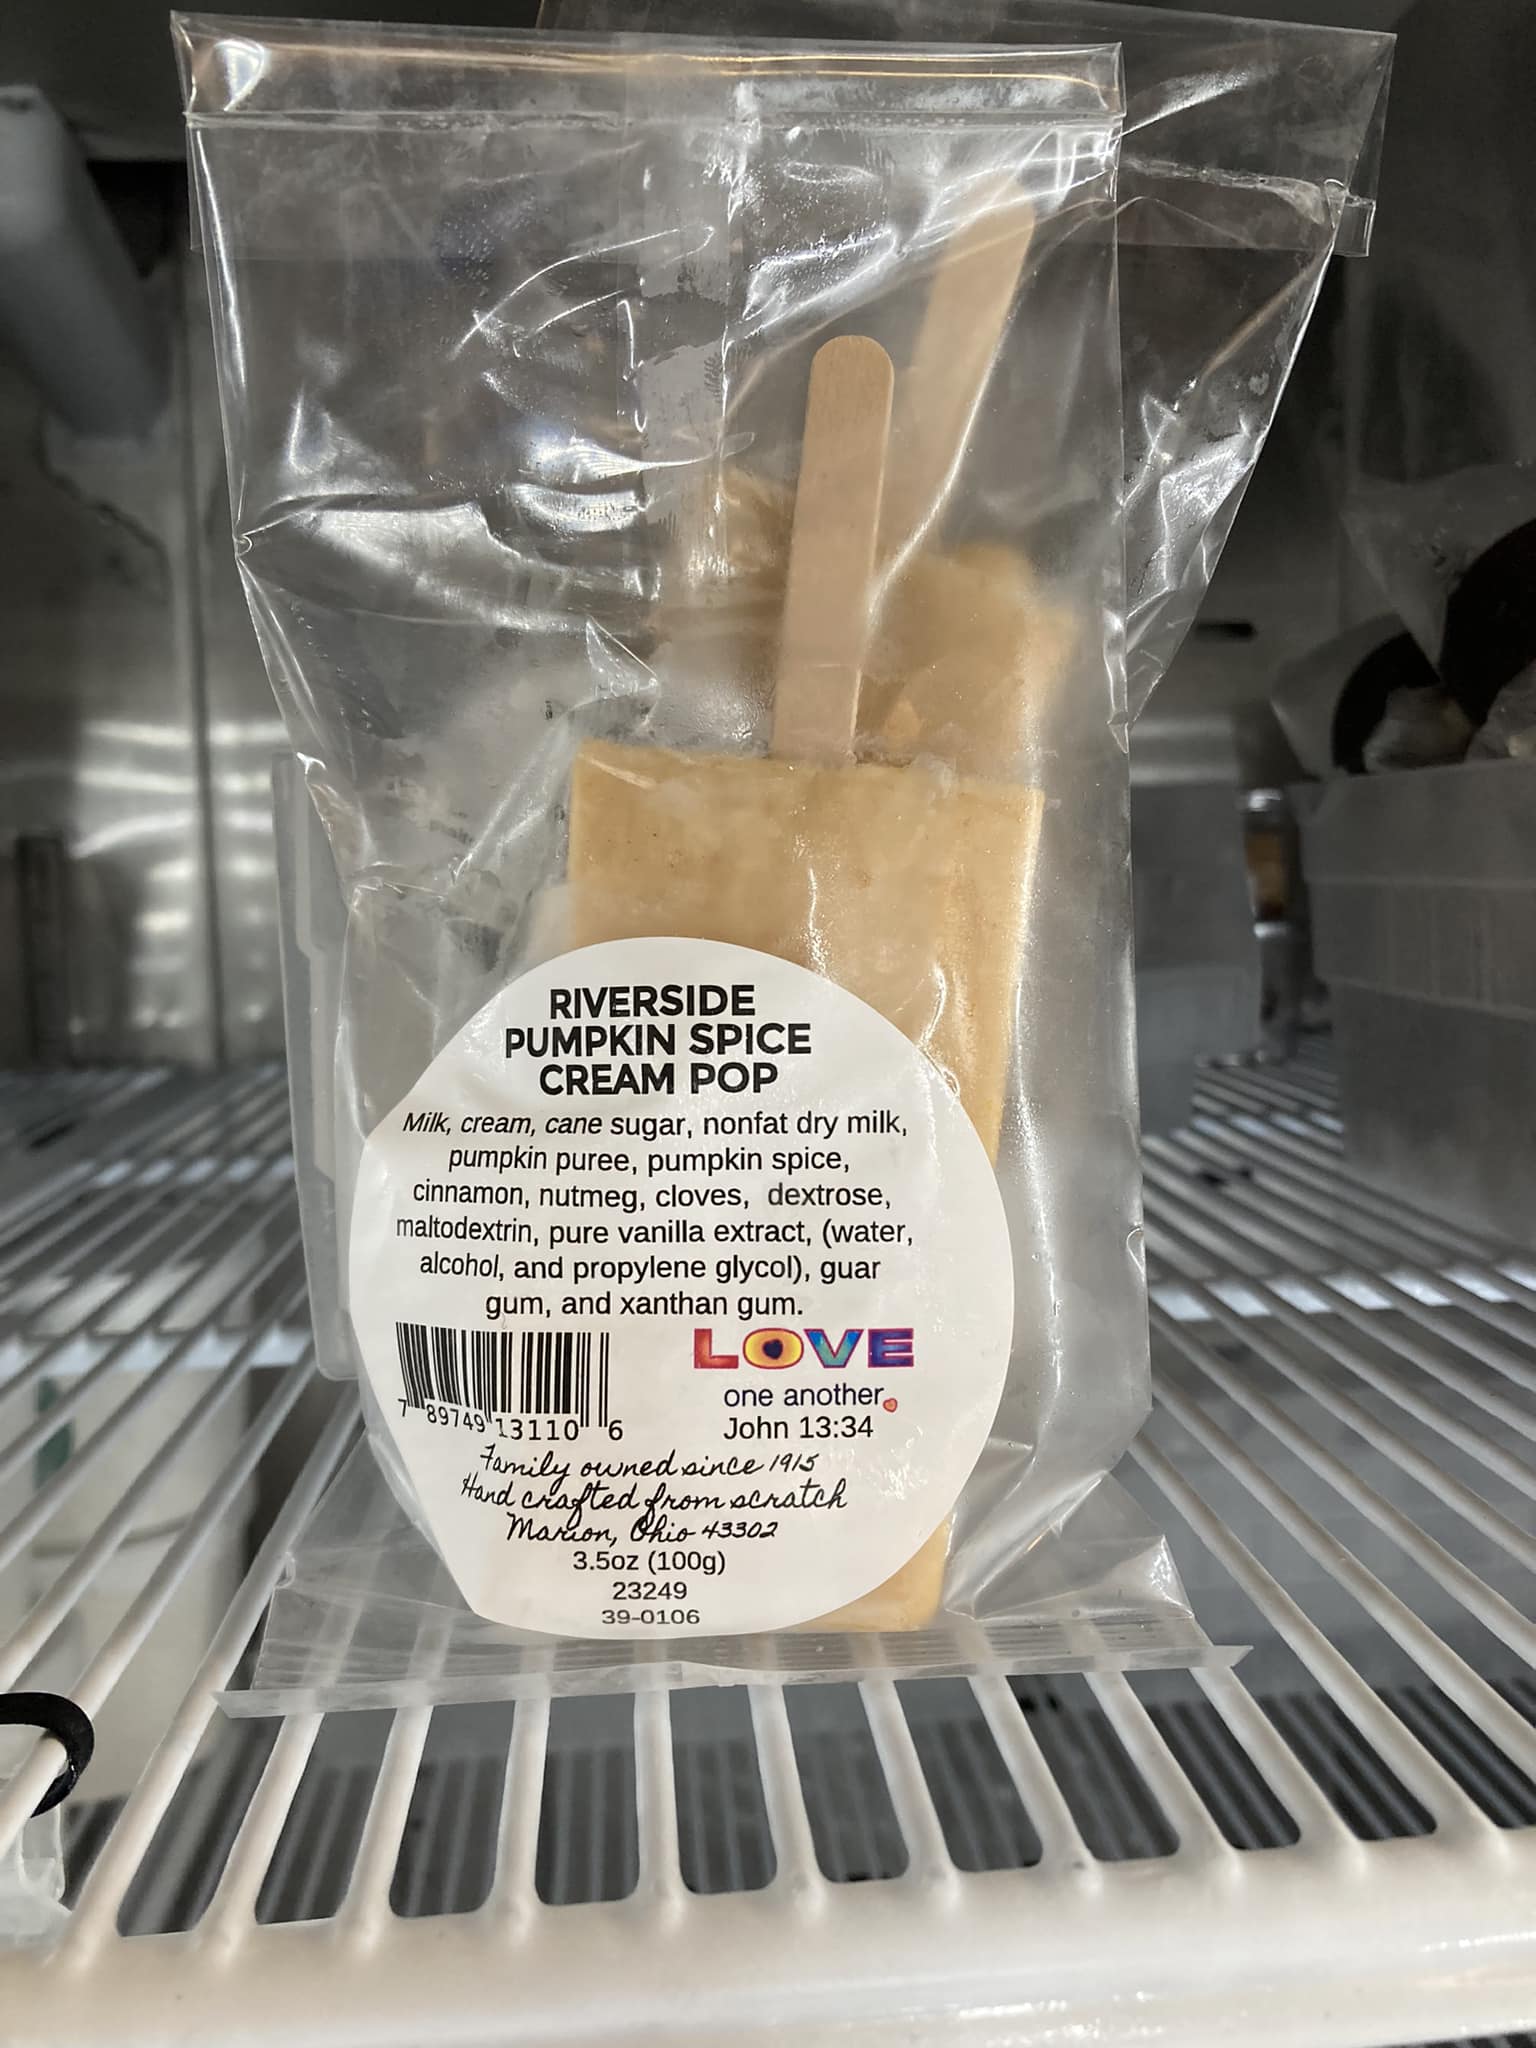 RIVERSIDE
PUMPKIN SPICE
CREAM POP
Milk, cream, cane sugar, nonfat dry milk,
pumpkin puree, pumpkin spice,
cinnamon, nutmeg, cloves, dextrose,
maltodextrin, pure vanilla extract, (water,
alcohol, and propylene glycol), guar
gum, and xanthan gum.
LOVE
one another
John 13:34
7 89749 13110 6
Family owned since 1915
Hand crafted from scratch
Marion, Ohio 43302
3.5oz (100g)
23249
39-0106